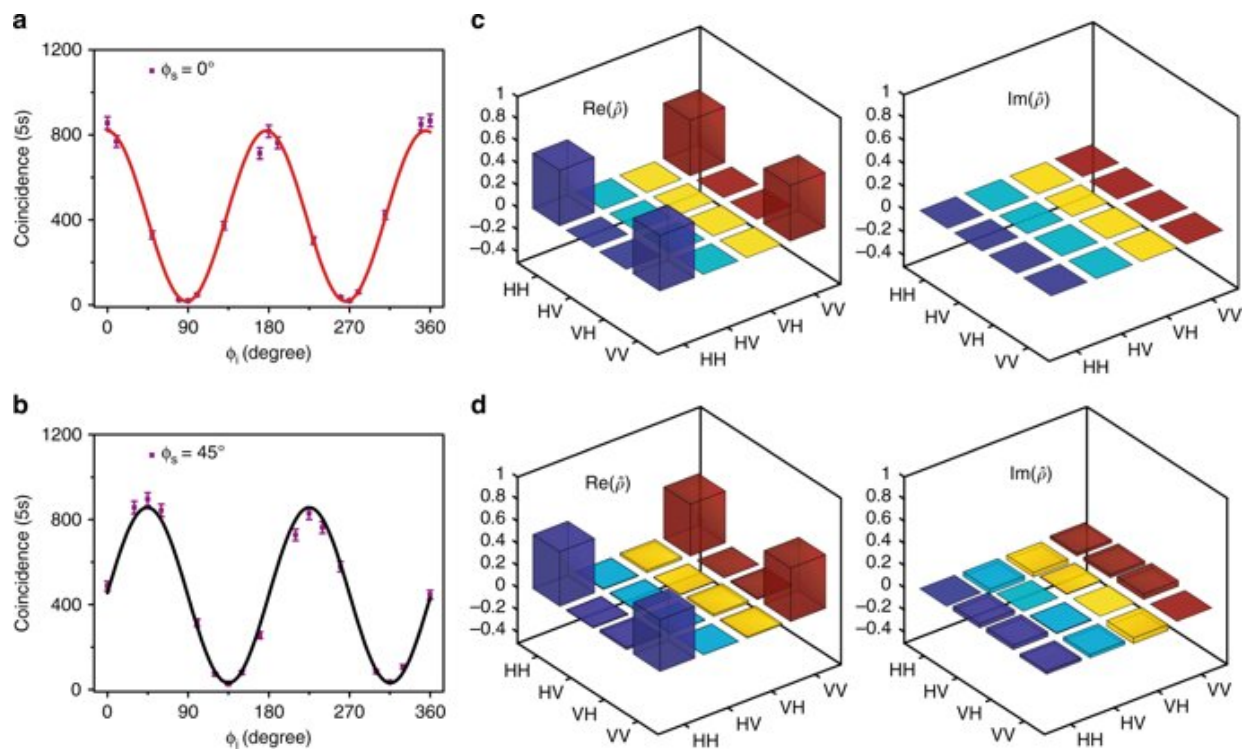 a
1200
800
400
0
Coincidence (5s)
ϕs = 0°
0 90 180 270 360
ϕi (degree)
b
1200
800
400
0
Coincidence (5s)
ϕs = 45°
0 90 180 270 360
ϕi (degree)
c
1
0.8
0.6
0.4
0.2
0
−0.2
−0.4
Re(ρ̂)
HH
HV
VH
VV
HH
HV
VH
VV
1
0.8
0.6
0.4
0.2
0
−0.2
−0.4
Im(ρ̂)
HH
HV
VH
VV
HH
HV
VH
VV
d
1
0.8
0.6
0.4
0.2
0
−0.2
−0.4
Re(ρ̂)
HH
HV
VH
VV
HH
HV
VH
VV
1
0.8
0.6
0.4
0.2
0
−0.2
−0.4
Im(ρ̂)
HH
HV
VH
VV
HH
HV
VH
VV